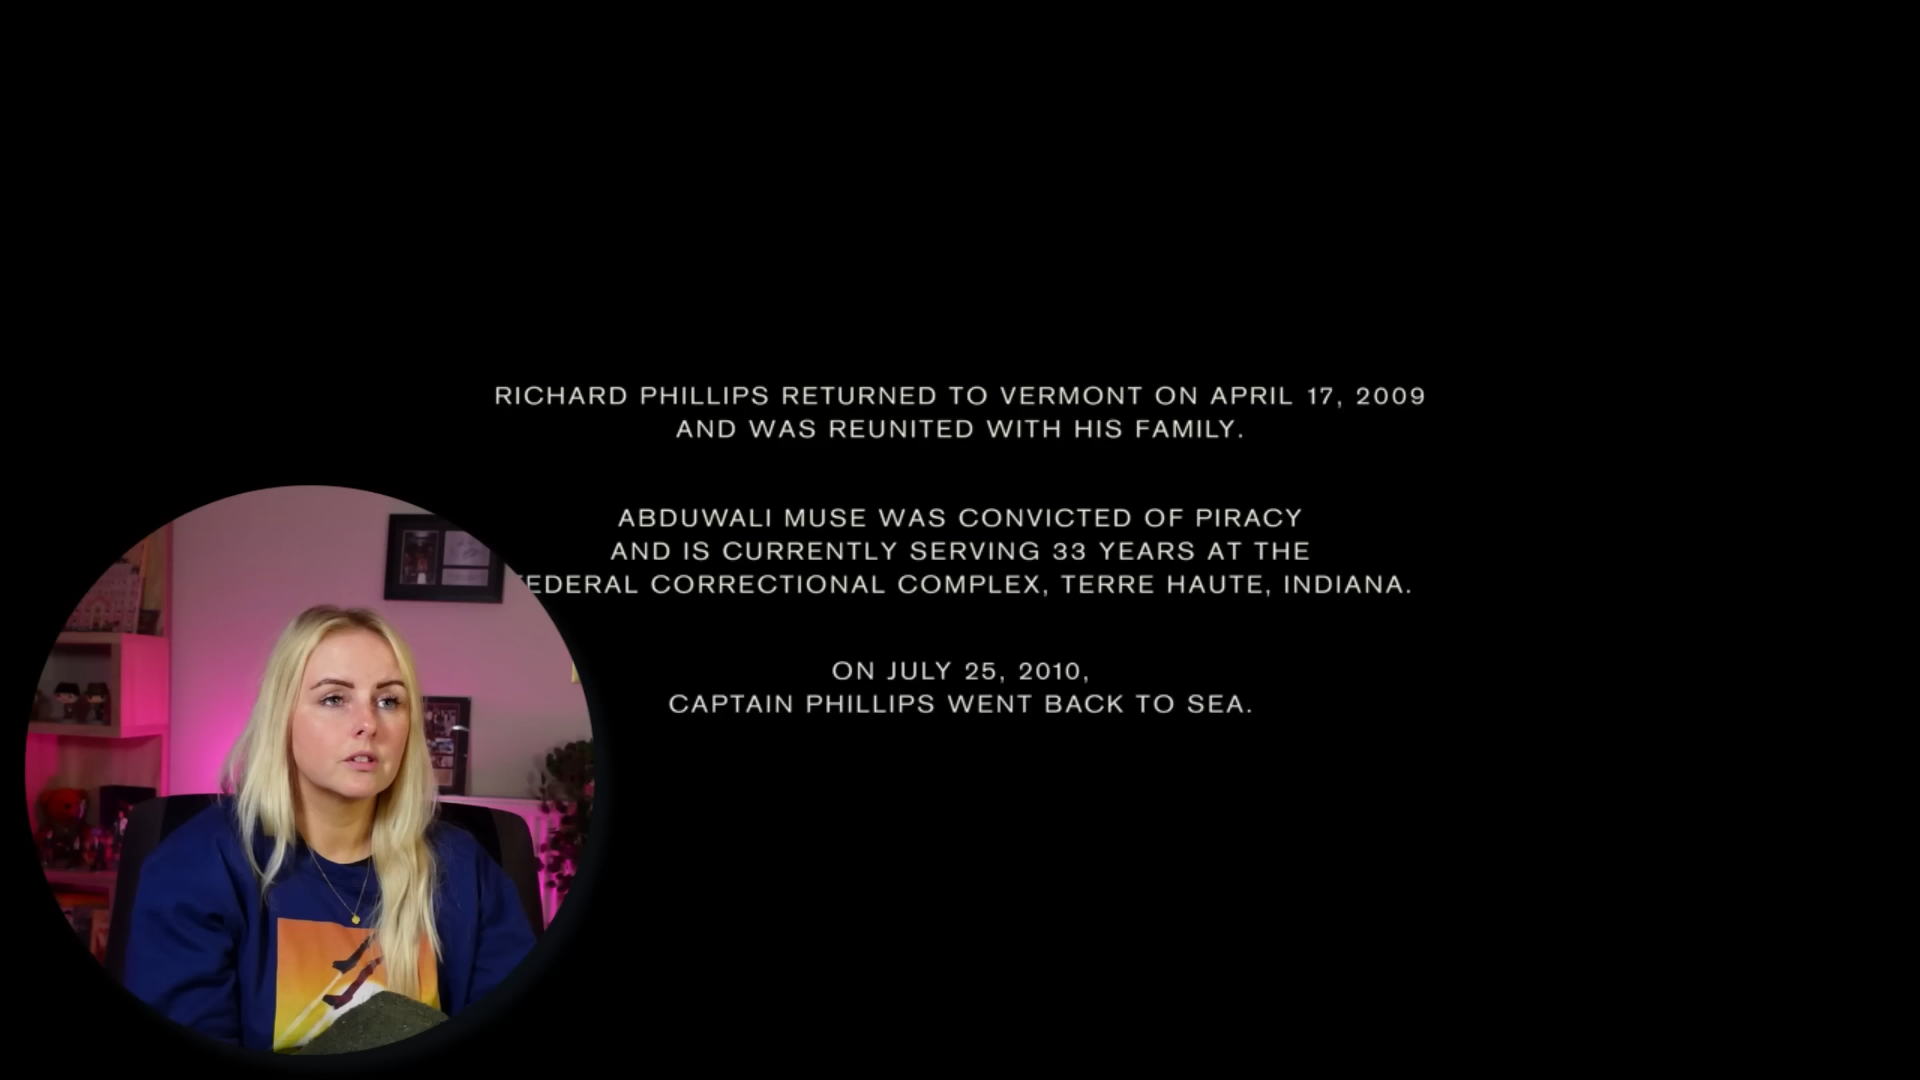 RICHARD PHILLIPS RETURNED TO VERMONT ON APRIL 17, 2009
AND WAS REUNITED WITH HIS FAMILY.
ABDUWALI MUSE WAS CONVICTED OF PIRACY
AND IS CURRENTLY SERVING 33 YEARS AT THE
FEDERAL CORRECTIONAL COMPLEX, TERRE HAUTE, INDIANA.
ON JULY 25, 2010,
CAPTAIN PHILLIPS WENT BACK TO SEA.